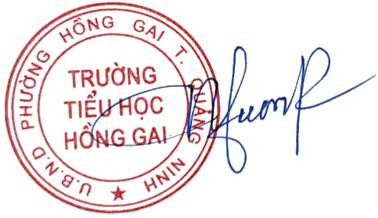 U.B.N.D PHƯỜNG HỒNG GAI T. QUẢNG NINH
TRƯỜNG
TIỂU HỌC
HỒNG GAI